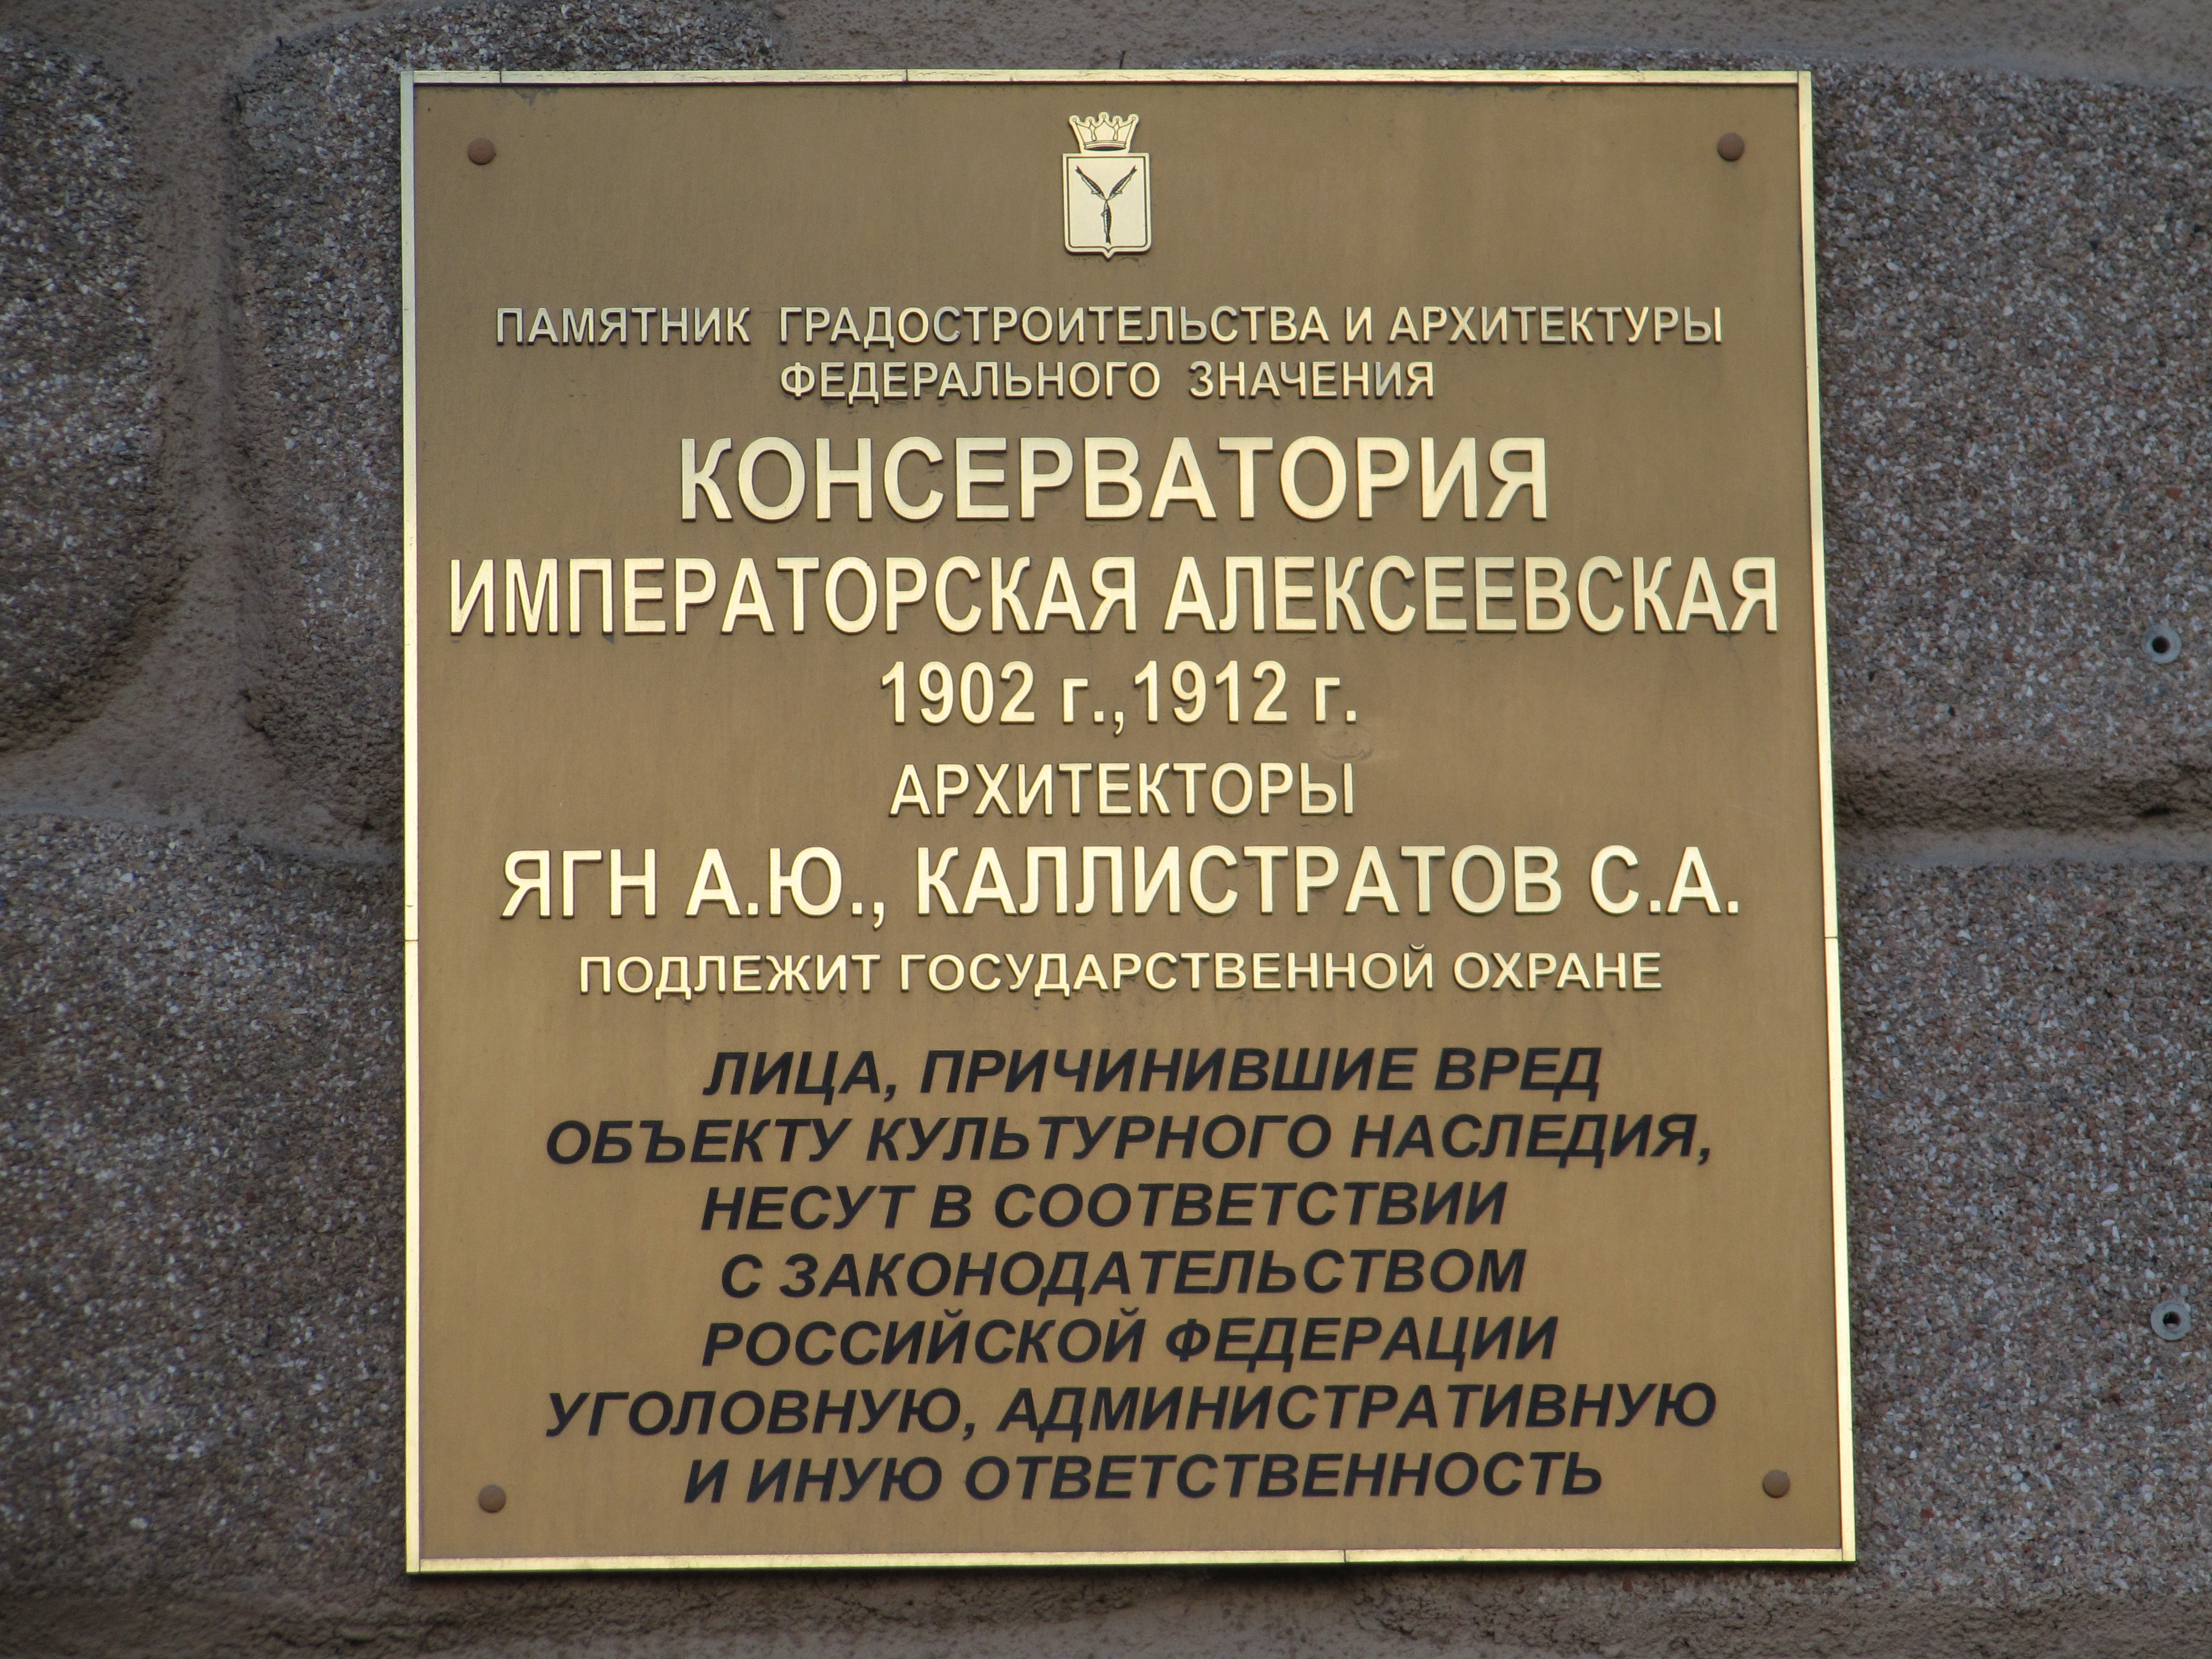 ПАМЯТНИК ГРАДОСТРОИТЕЛЬСТВА И АРХИТЕКТУРЫ
ФЕДЕРАЛЬНОГО ЗНАЧЕНИЯ
КОНСЕРВАТОРИЯ
ИМПЕРАТОРСКАЯ АЛЕКСЕЕВСКАЯ
1902 г.,1912 г.
АРХИТЕКТОРЫ
ЯГН А.Ю., КАЛЛИСТРАТОВ С.А.
ПОДЛЕЖИТ ГОСУДАРСТВЕННОЙ ОХРАНЕ
ЛИЦА, ПРИЧИНИВШИЕ ВРЕД
ОБЪЕКТУ КУЛЬТУРНОГО НАСЛЕДИЯ,
НЕСУТ В СООТВЕТСТВИИ
С ЗАКОНОДАТЕЛЬСТВОМ
РОССИЙСКОЙ ФЕДЕРАЦИИ
УГОЛОВНУЮ, АДМИНИСТРАТИВНУЮ
И ИНУЮ ОТВЕТСТВЕННОСТЬ